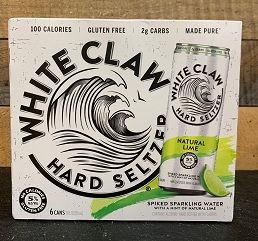 100 CALORIES GLUTEN FREE 2g CARBS MADE PURE
WHITE CLAW
HARD SELTZER
WHITE CLAW
HARD SELTZER
NATURAL
LIME
5%
6 CANS
SPIKED SPARKLING WATER
WITH A HINT OF NATURAL LIME